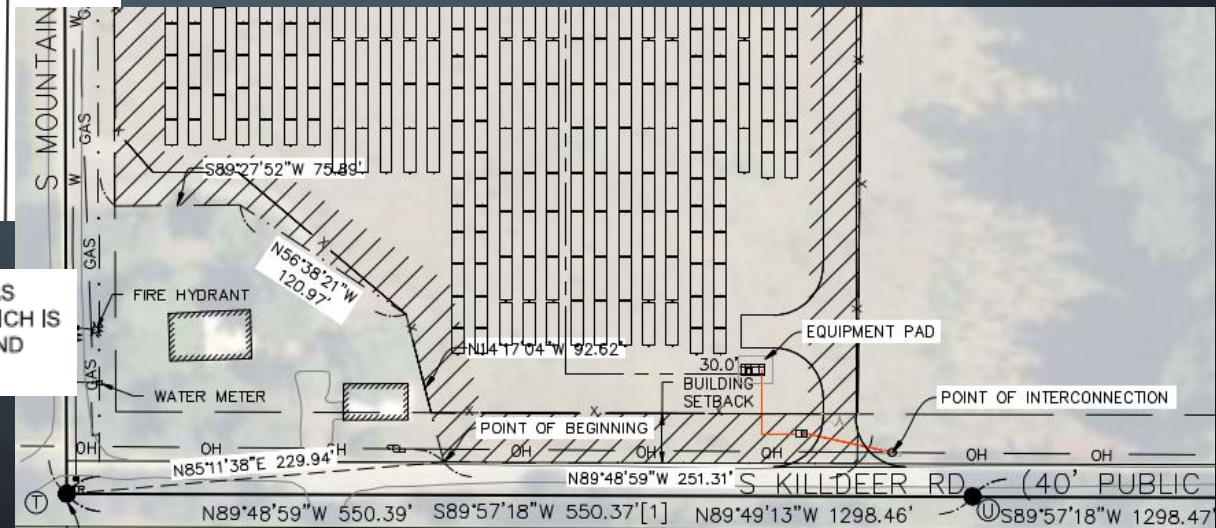 S MOUNTAIN
W
GAS
W
GAS
GAS
S89°27'52"W 75.89'
N56°38'21"W
120.97'
AS
ICH IS
ND
FIRE HYDRANT
N14°17'04"W 92.62'
EQUIPMENT PAD
30.0'
BUILDING
SETBACK
WATER METER
POINT OF INTERCONNECTION
POINT OF BEGINNING
OH OH OH OH OH OH OH
N85°11'38"E 229.94'
N89°48'59"W 251.31'
S KILLDEER RD (40' PUBLIC
T
U
N89°48'59"W 550.39' S89°57'18"W 550.37'[1] N89°49'13"W 1298.46' S89°57'18"W 1298.47'